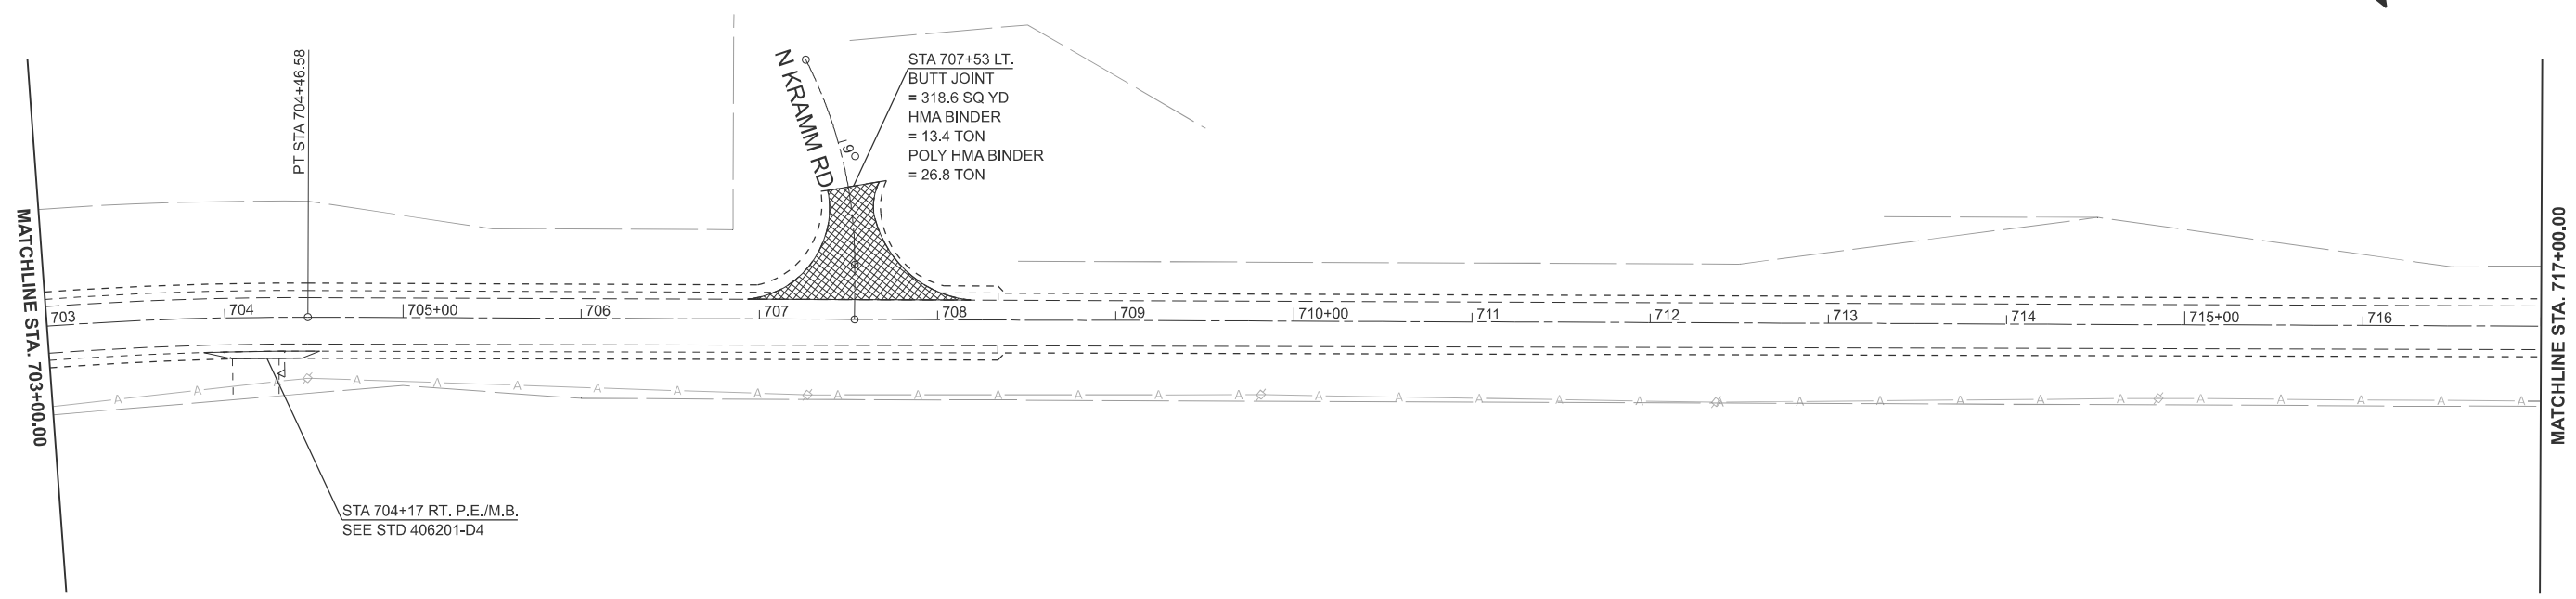 MATCHLINE STA. 703+00.00
PT STA 704+46.58
N KRAMM RD
19°
STA 707+53 LT.
BUTT JOINT
= 318.6 SQ YD
HMA BINDER
= 13.4 TON
POLY HMA BINDER
= 26.8 TON
703
704
705+00
706
707
708
709
710+00
711
712
713
714
715+00
716
A A A A A A A A A A A A A A A A A A A A A A A A A A A A A A
STA 704+17 RT. P.E./M.B.
SEE STD 406201-D4
MATCHLINE STA. 717+00.00